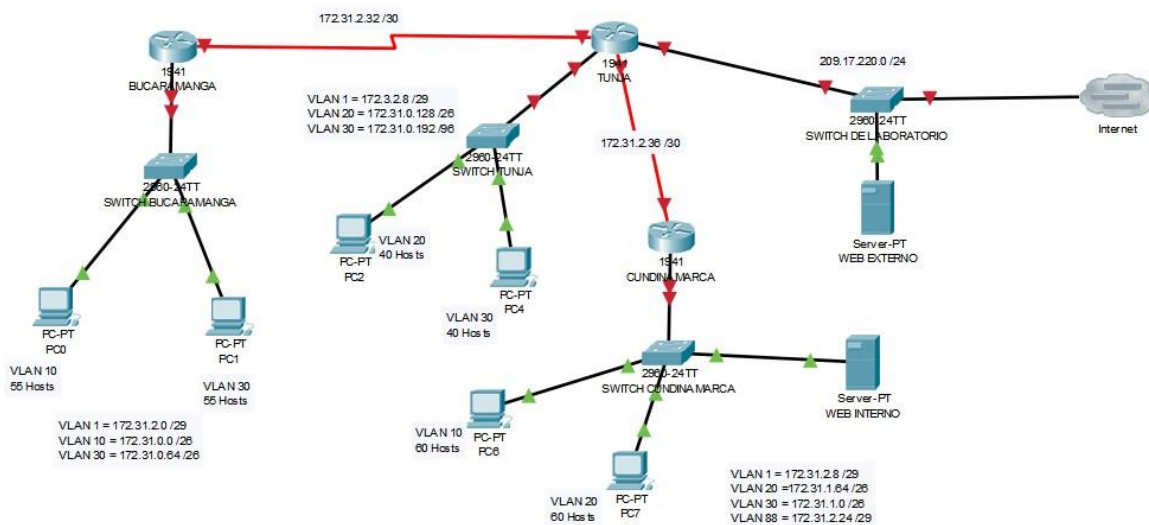 172.31.2.32 /30
1941
BUCARAMANGA
1941
TUNJA
209.17.220.0 /24
VLAN 1 = 172.3.2.8 /29
VLAN 20 = 172.31.0.128 /26
VLAN 30 = 172.31.0.192 /96
2960-24TT
SWITCH DE LABORATORIO
Internet
172.31.2.36 /30
2960-24TT
SWITCH TUNJA
2960-24TT
SWITCH BUCARAMANGA
VLAN 20
40 Hosts
PC-PT
PC2
1941
CUNDINAMARCA
Server-PT
WEB EXTERNO
PC-PT
PC4
VLAN 30
40 Hosts
PC-PT
PC0
VLAN 10
55 Hosts
PC-PT
PC1
VLAN 30
55 Hosts
2960-24TT
SWITCH CUNDINAMARCA
Server-PT
WEB INTERNO
VLAN 1 = 172.31.2.0 /29
VLAN 10 = 172.31.0.0 /26
VLAN 30 = 172.31.0.64 /26
VLAN 10
60 Hosts
PC-PT
PC6
VLAN 20
60 Hosts
PC-PT
PC7
VLAN 1 = 172.31.2.8 /29
VLAN 20 =172.31.1.64 /26
VLAN 30 = 172.31.1.0 /26
VLAN 88 = 172.31.2.24 /29